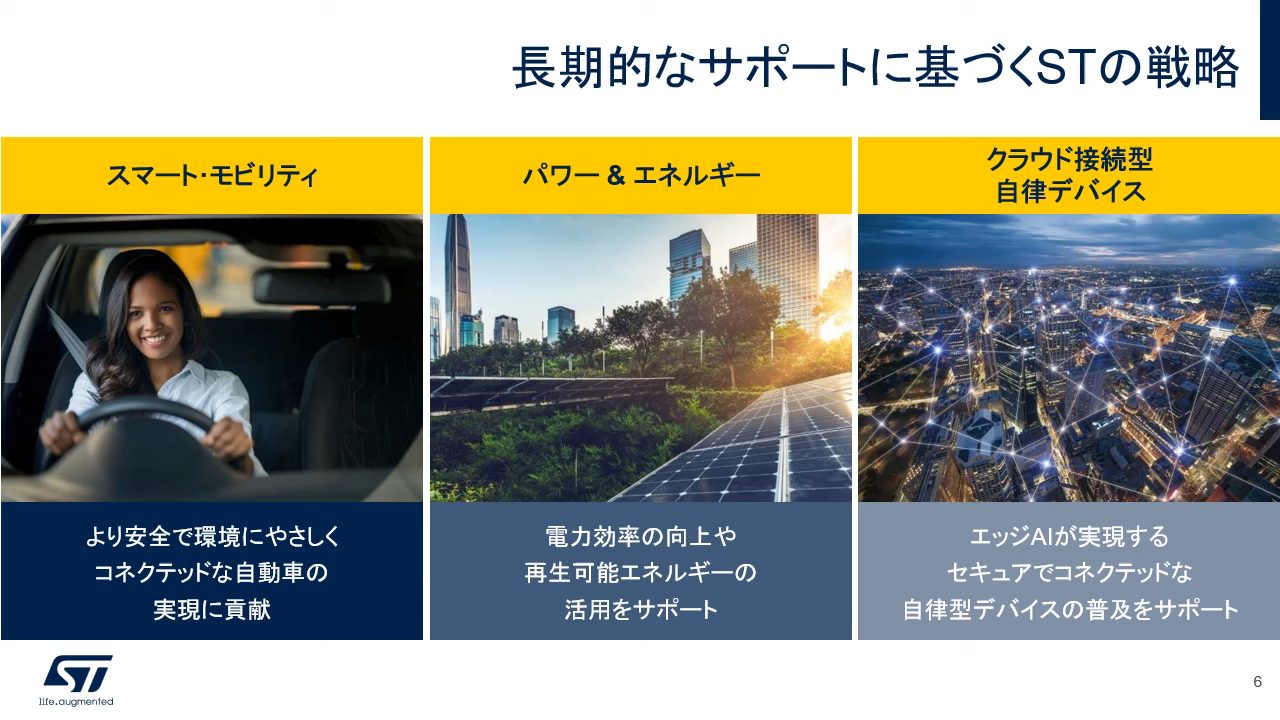 長期的なサポートに基づくSTの戦略
スマート･モビリティ
パワー & エネルギー
クラウド接続型
自律デバイス
より安全で環境にやさしく
コネクテッドな自動車の
実現に貢献
電力効率の向上や
再生可能エネルギーの
活用をサポート
エッジAIが実現する
セキュアでコネクテッドな
自律型デバイスの普及をサポート
ST
life.augmented
6